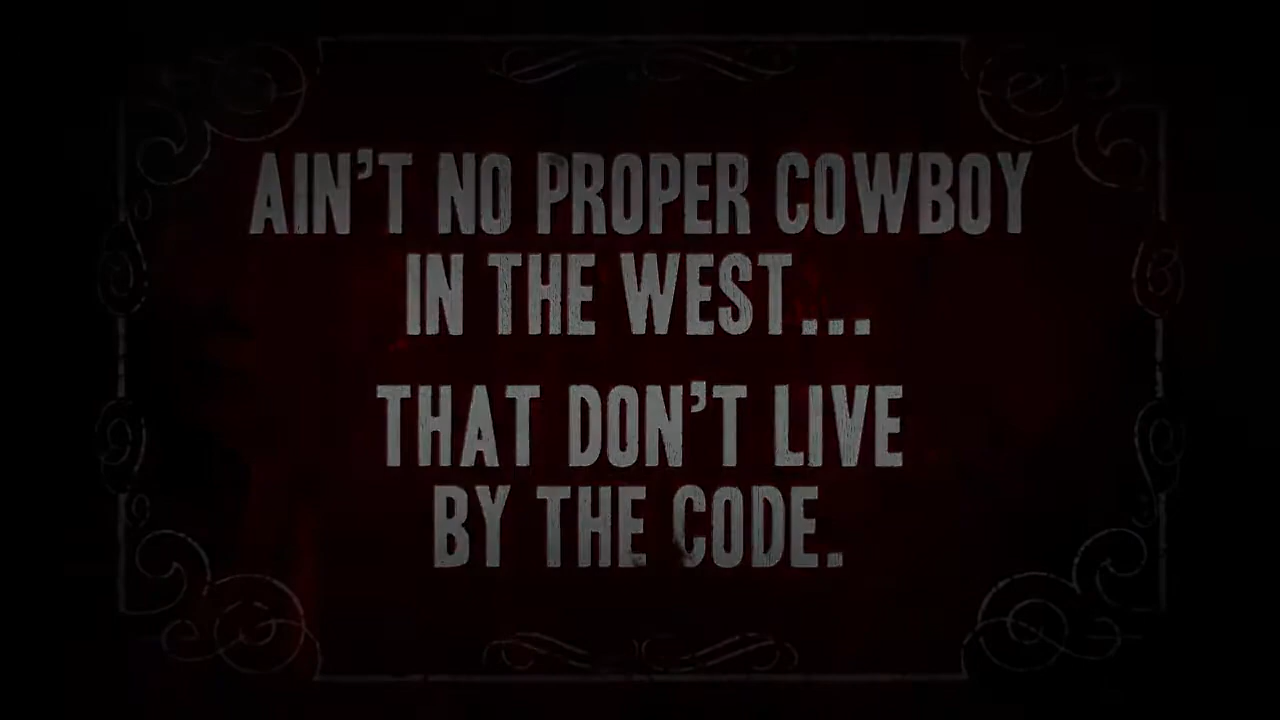 AIN'T NO PROPER COWBOY
IN THE WEST...
THAT DON'T LIVE
BY THE CODE.